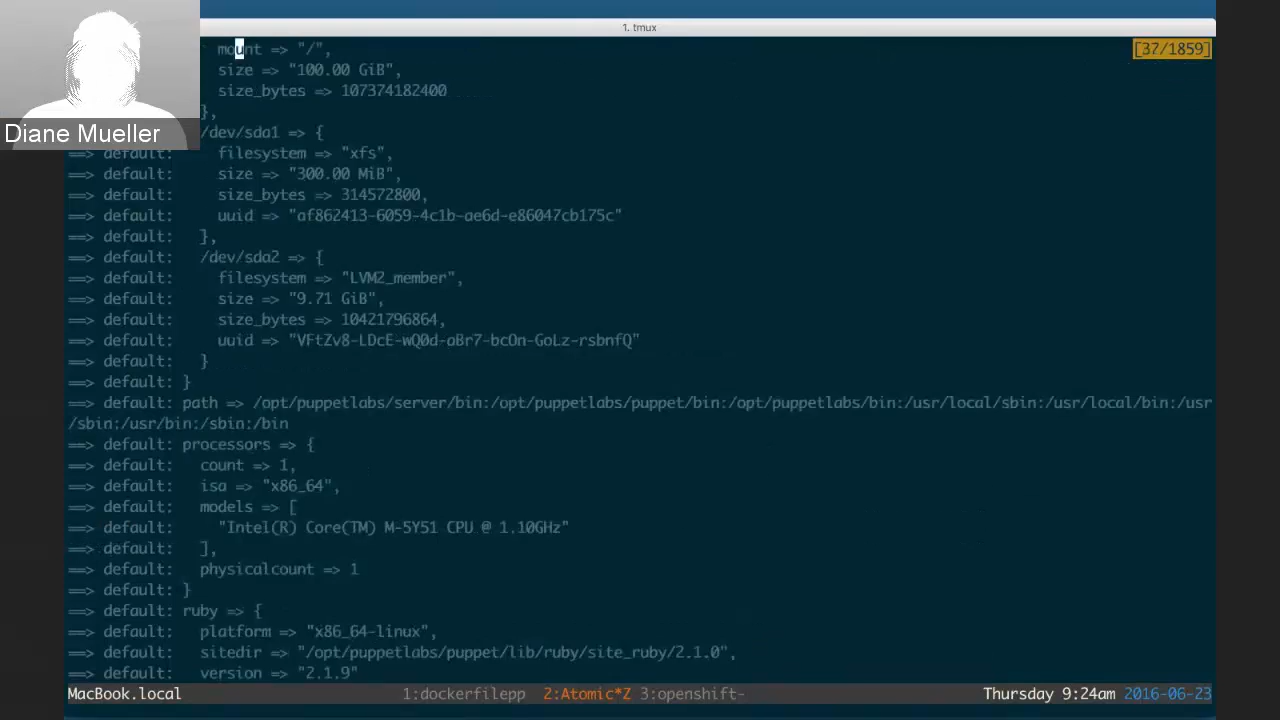 1. tmux
mount => "/", [37/1859]
size => "100.00 GiB",
size_bytes => 107374182400
},
/dev/sda1 => {
Diane Mueller
==> default: filesystem => "xfs",
==> default: size => "300.00 MiB",
==> default: size_bytes => 314572800,
==> default: uuid => "af862413-6059-4c1b-ae6d-e86047cb175c"
==> default: },
==> default: /dev/sda2 => {
==> default: filesystem => "LVM2_member",
==> default: size => "9.71 GiB",
==> default: size_bytes => 10421796864,
==> default: uuid => "VFtZv8-LDcE-wQ0d-aBr7-bcOn-GoLz-rsbnfQ"
==> default: }
==> default: }
==> default: path => /opt/puppetlabs/server/bin:/opt/puppetlabs/puppet/bin:/opt/puppetlabs/bin:/usr/local/sbin:/usr/local/bin:/usr
/sbin:/usr/bin:/sbin:/bin
==> default: processors => {
==> default: count => 1,
==> default: isa => "x86_64",
==> default: models => [
==> default: "Intel(R) Core(TM) M-5Y51 CPU @ 1.10GHz"
==> default: ],
==> default: physicalcount => 1
==> default: }
==> default: ruby => {
==> default: platform => "x86_64-linux",
==> default: sitedir => "/opt/puppetlabs/puppet/lib/ruby/site_ruby/2.1.0",
==> default: version => "2.1.9"
MacBook.local 1:dockerfilepp 2:Atomic*Z 3:openshift- Thursday 9:24am 2016-06-23